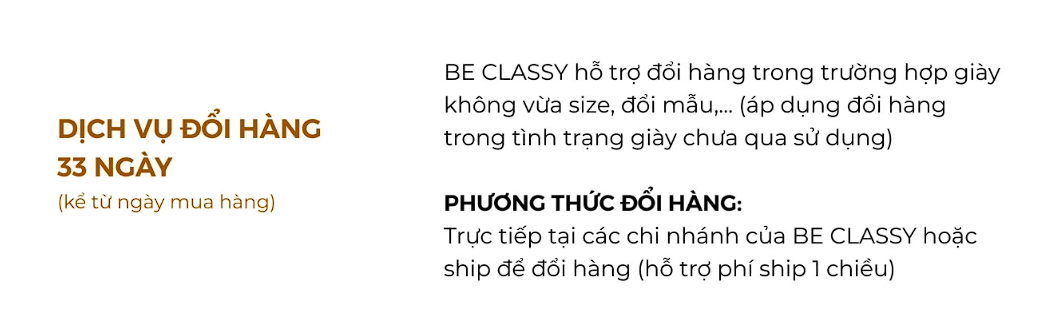 DỊCH VỤ ĐỔI HÀNG
33 NGÀY
(kể từ ngày mua hàng)
BE CLASSY hỗ trợ đổi hàng trong trường hợp giày
không vừa size, đổi mẫu,... (áp dụng đổi hàng
trong tình trạng giày chưa qua sử dụng)
PHƯƠNG THỨC ĐỔI HÀNG:
Trực tiếp tại các chi nhánh của BE CLASSY hoặc
ship để đổi hàng (hỗ trợ phí ship 1 chiều)